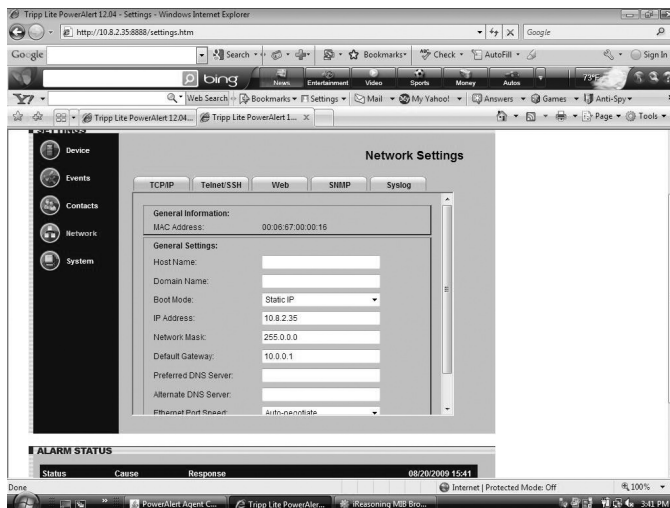 Tripp Lite PowerAlert 12.04 - Settings - Windows Internet Explorer
http://10.8.2.35:8888/settings.htm
Google
Google
Search
Bookmarks
Check
AutoFill
Sign In
bing
News
Entertainment
Video
Sports
Money
Autos
73°F
Y7
Web Search
Bookmarks
Settings
Mail
My Yahoo!
Answers
Games
Anti-Spy
Tripp Lite PowerAlert 12.04...
Tripp Lite PowerAlert 1...
Page
Tools
SETTINGS
Device
Events
Contacts
Network
System
Network Settings
TCP/IP
Telnet/SSH
Web
SNMP
Syslog
General Information:
MAC Address: 00:06:67:00:00:16
General Settings:
Host Name:
Domain Name:
Boot Mode: Static IP
IP Address: 10.8.2.35
Network Mask: 255.0.0.0
Default Gateway: 10.0.0.1
Preferred DNS Server:
Alternate DNS Server:
Ethernet Port Speed: Auto-negotiate
ALARM STATUS
Status Cause Response 08/20/2009 15:41
Done
Internet | Protected Mode: Off
100%
PowerAlert Agent C...
Tripp Lite PowerAler...
iReasoning MIB Bro...
3:41 PM